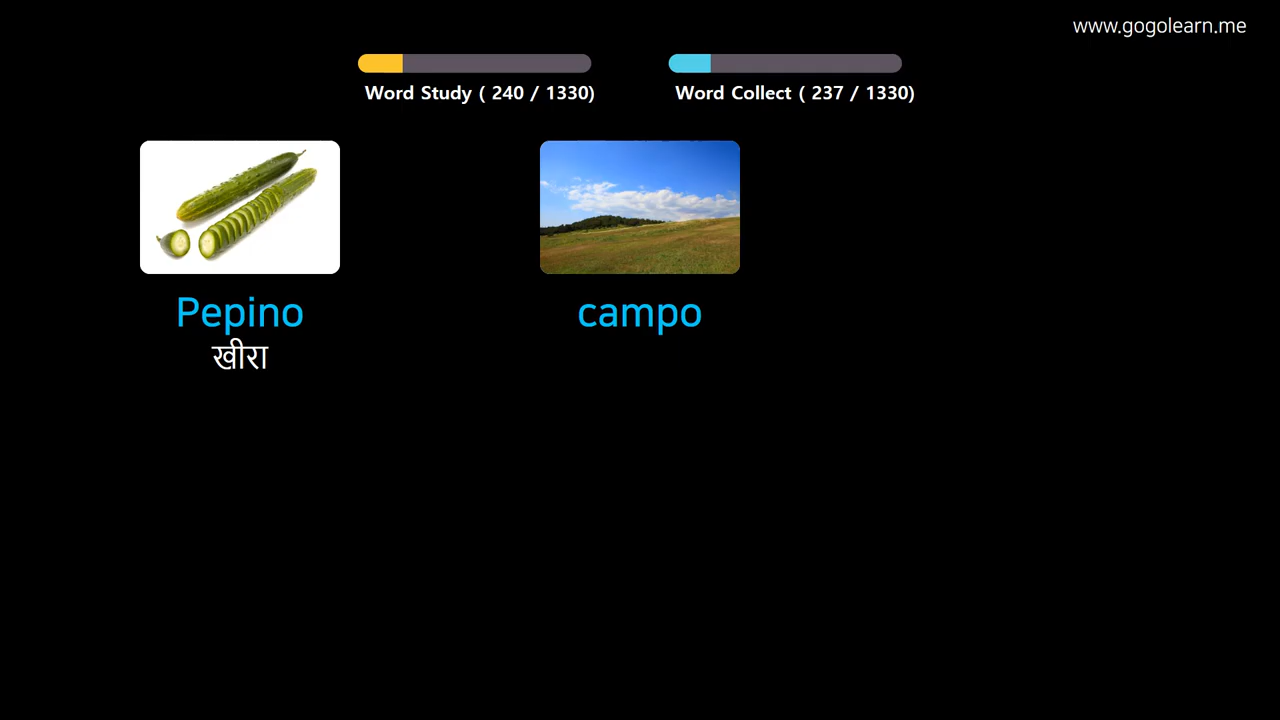 www.gogolearn.me
Word Study ( 240 / 1330)
Word Collect ( 237 / 1330)
Pepino
campo
खीरा